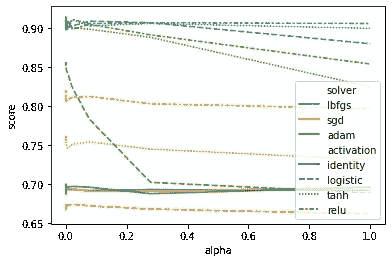 0.90
0.85
0.80
0.75
0.70
0.65
score
solver
lbfgs
sgd
adam
activation
identity
logistic
tanh
relu
0.0 0.2 0.4 0.6 0.8 1.0
alpha